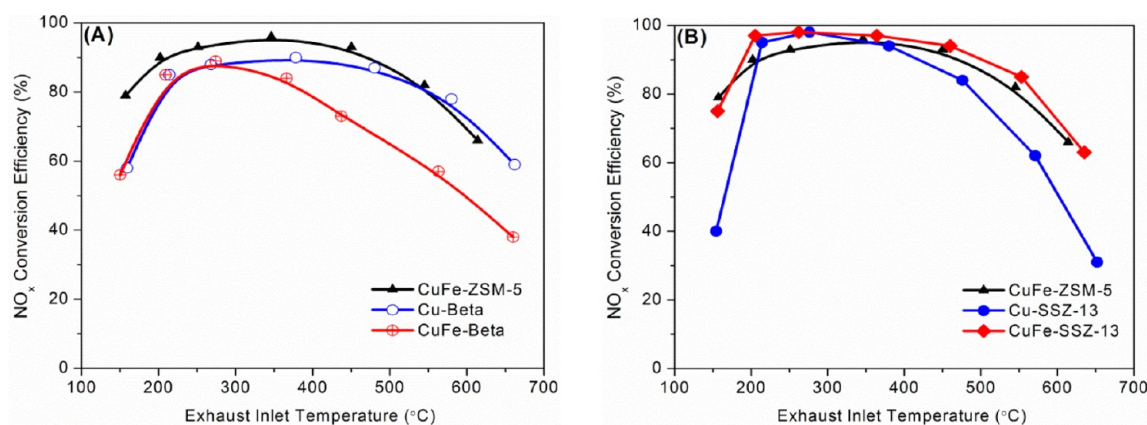 (A)
NOx Conversion Efficiency (%)
100
80
60
40
20
0
CuFe-ZSM-5
Cu-Beta
CuFe-Beta
100 200 300 400 500 600 700
Exhaust Inlet Temperature (°C)
(B)
NOx Conversion Efficiency (%)
100
80
60
40
20
0
CuFe-ZSM-5
Cu-SSZ-13
CuFe-SSZ-13
100 200 300 400 500 600 700
Exhaust Inlet Temperature (°C)